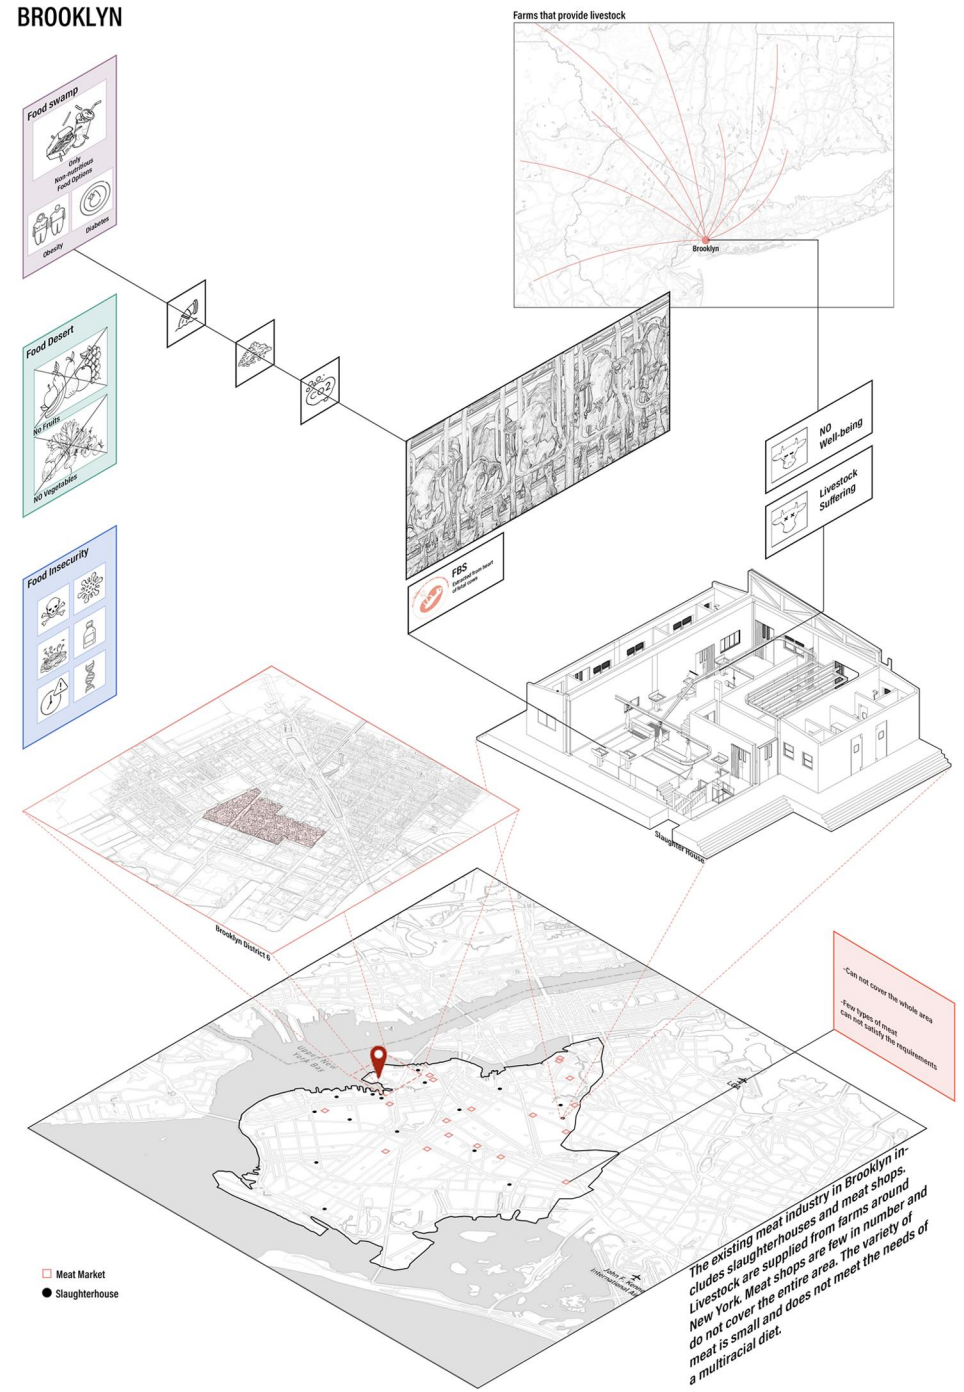 BROOKLYN
Farms that provide livestock
Food swamp
Only
Non-nutritious
Food Options
Obesity
Diabetes
Brooklyn
Food Desert
No Fruits
NO Vegetables
CO2
NO
Well-being
Livestock
Suffering
FBS
Extracted from heart
of fetal cows
Food Insecurity
Slaughter House
Brooklyn District 6
-Can not cover the whole area
-Few types of meat
can not satisfy the requirements
Upper New
York Bay
John F. Kenne
International Air
The existing meat industry in Brooklyn in-
cludes slaughterhouses and meat shops.
Livestock are supplied from farms around
New York. Meat shops are few in number and
do not cover the entire area. The variety of
meat is small and does not meet the needs of
a multiracial diet.
Meat Market
Slaughterhouse